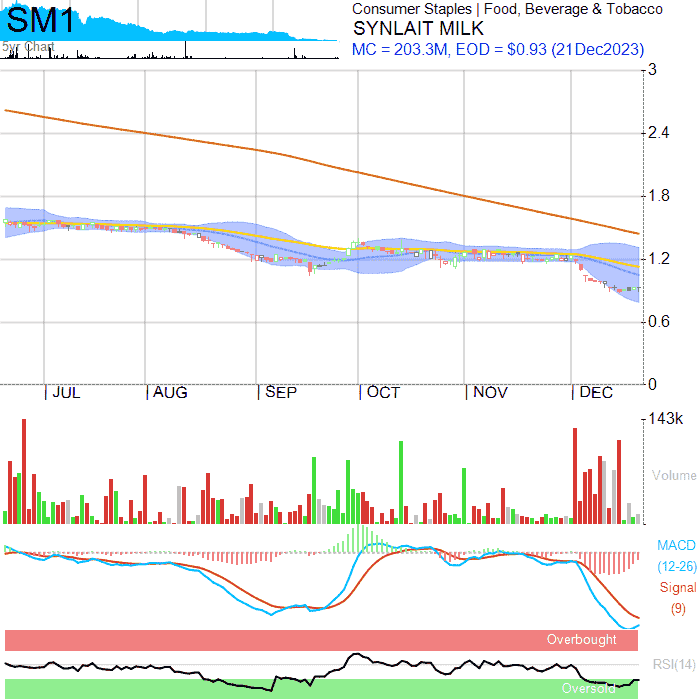 SM1
5yr Chart
Consumer Staples | Food, Beverage & Tobacco
SYNLAIT MILK
MC = 203.3M, EOD = $0.93 (21Dec2023)
3
2.4
1.8
1.2
0.6
0
JUL
AUG
SEP
OCT
NOV
DEC
143k
Volume
MACD
(12-26)
Signal
(9)
Overbought
RSI(14)
Oversold